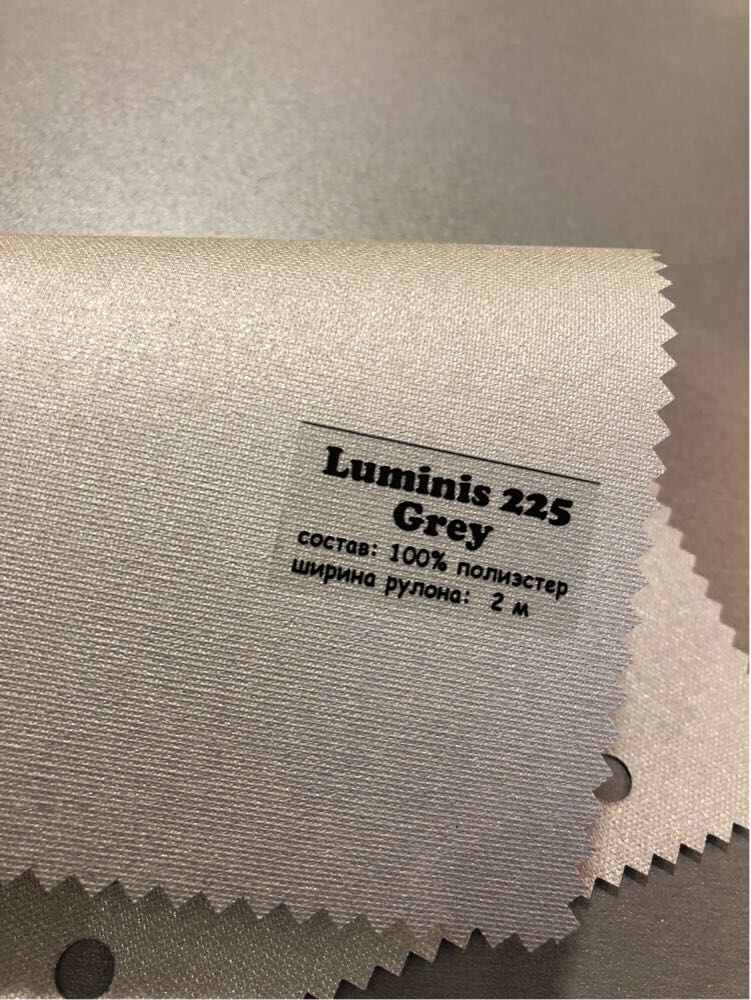 Luminis 225
Grey
состав: 100% полиэстер
ширина рулона: 2 м